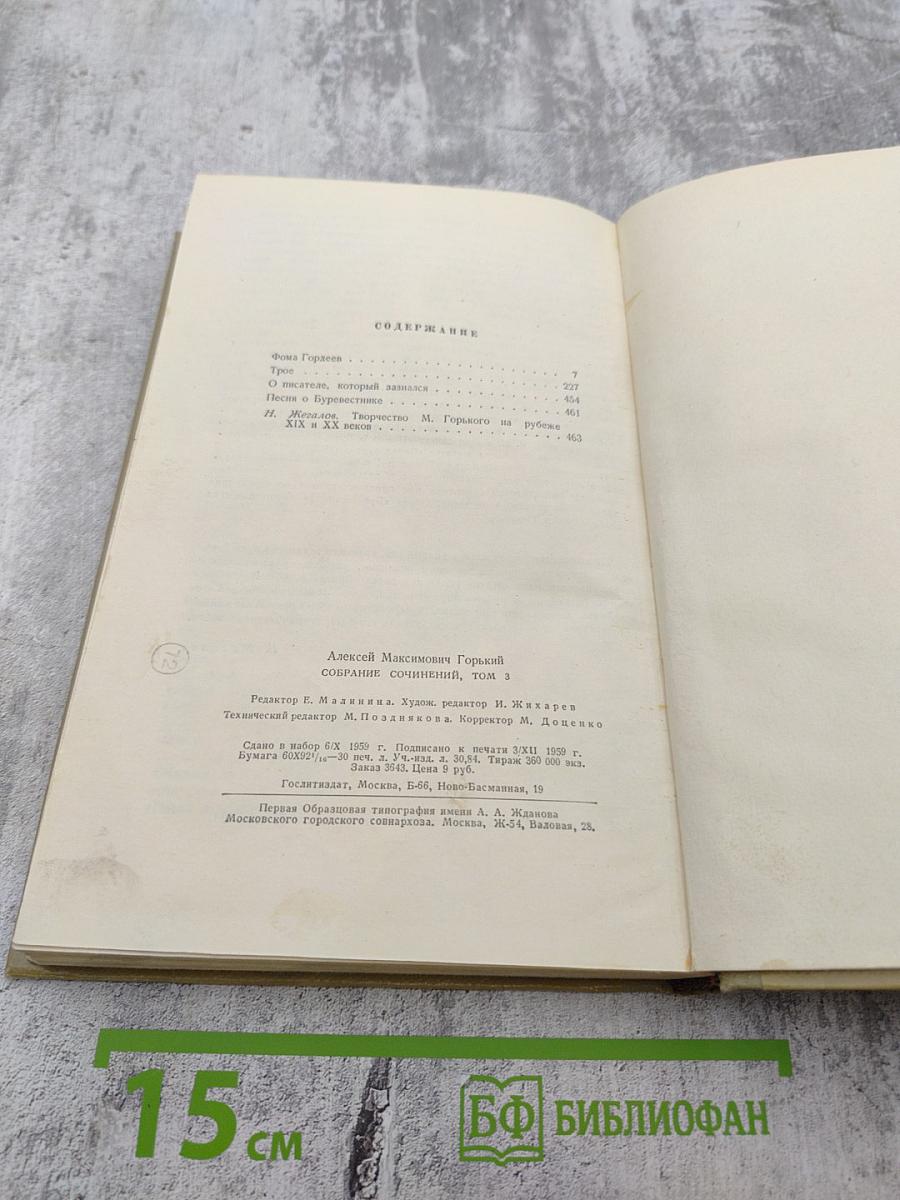 СОДЕРЖАНИЕ
Фома Гордеев . . . . . . . . . . . . . . . . . . 7
Трое . . . . . . . . . . . . . . . . . . . . . 227
О писателе, который зазнался . . . . . . . . . . 454
Песня о Буревестнике . . . . . . . . . . . . . . 461
Н. Жегалов. Творчество М. Горького на рубеже
XIX и XX веков . . . . . . . . . . . . . . . . 463
72
Алексей Максимович Горький
СОБРАНИЕ СОЧИНЕНИЙ, ТОМ 3
Редактор Е. Малинина. Худож. редактор И. Жихарев
Технический редактор М. Позднякова. Корректор М. Доценко
Сдано в набор 6/X 1959 г. Подписано к печати 3/XII 1959 г.
Бумага 60X92¹/₁₆—30 печ. л. Уч.-изд. л. 30,84. Тираж 360 000 экз.
Заказ 3643. Цена 9 руб.
Гослитиздат, Москва, Б-66, Ново-Басманная, 19
Первая Образцовая типография имени А. А. Жданова
Московского городского совнархоза. Москва, Ж-54, Валовая, 28.
15 см
БФ БИБЛИОФАН